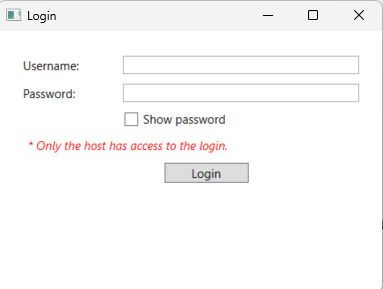 Login
Username:
Password:
Show password
* Only the host has access to the login.
Login